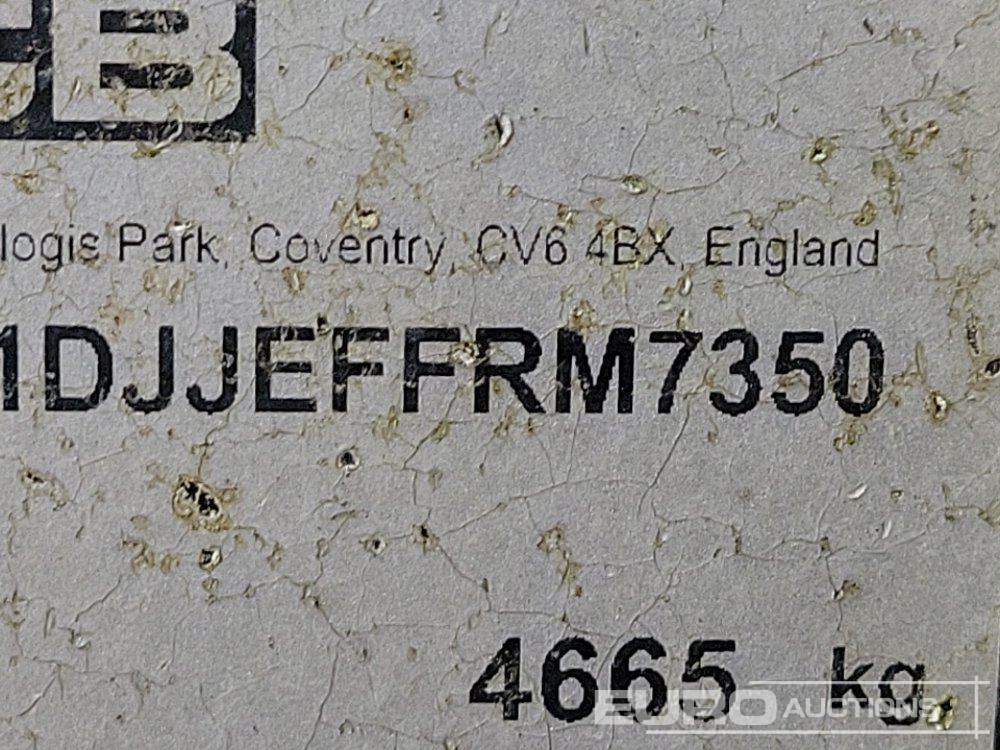 B
logis Park, Coventry, CV6 4BX, England
1DJJEFFRM7350
4665 kg
EURO AUCTIONS